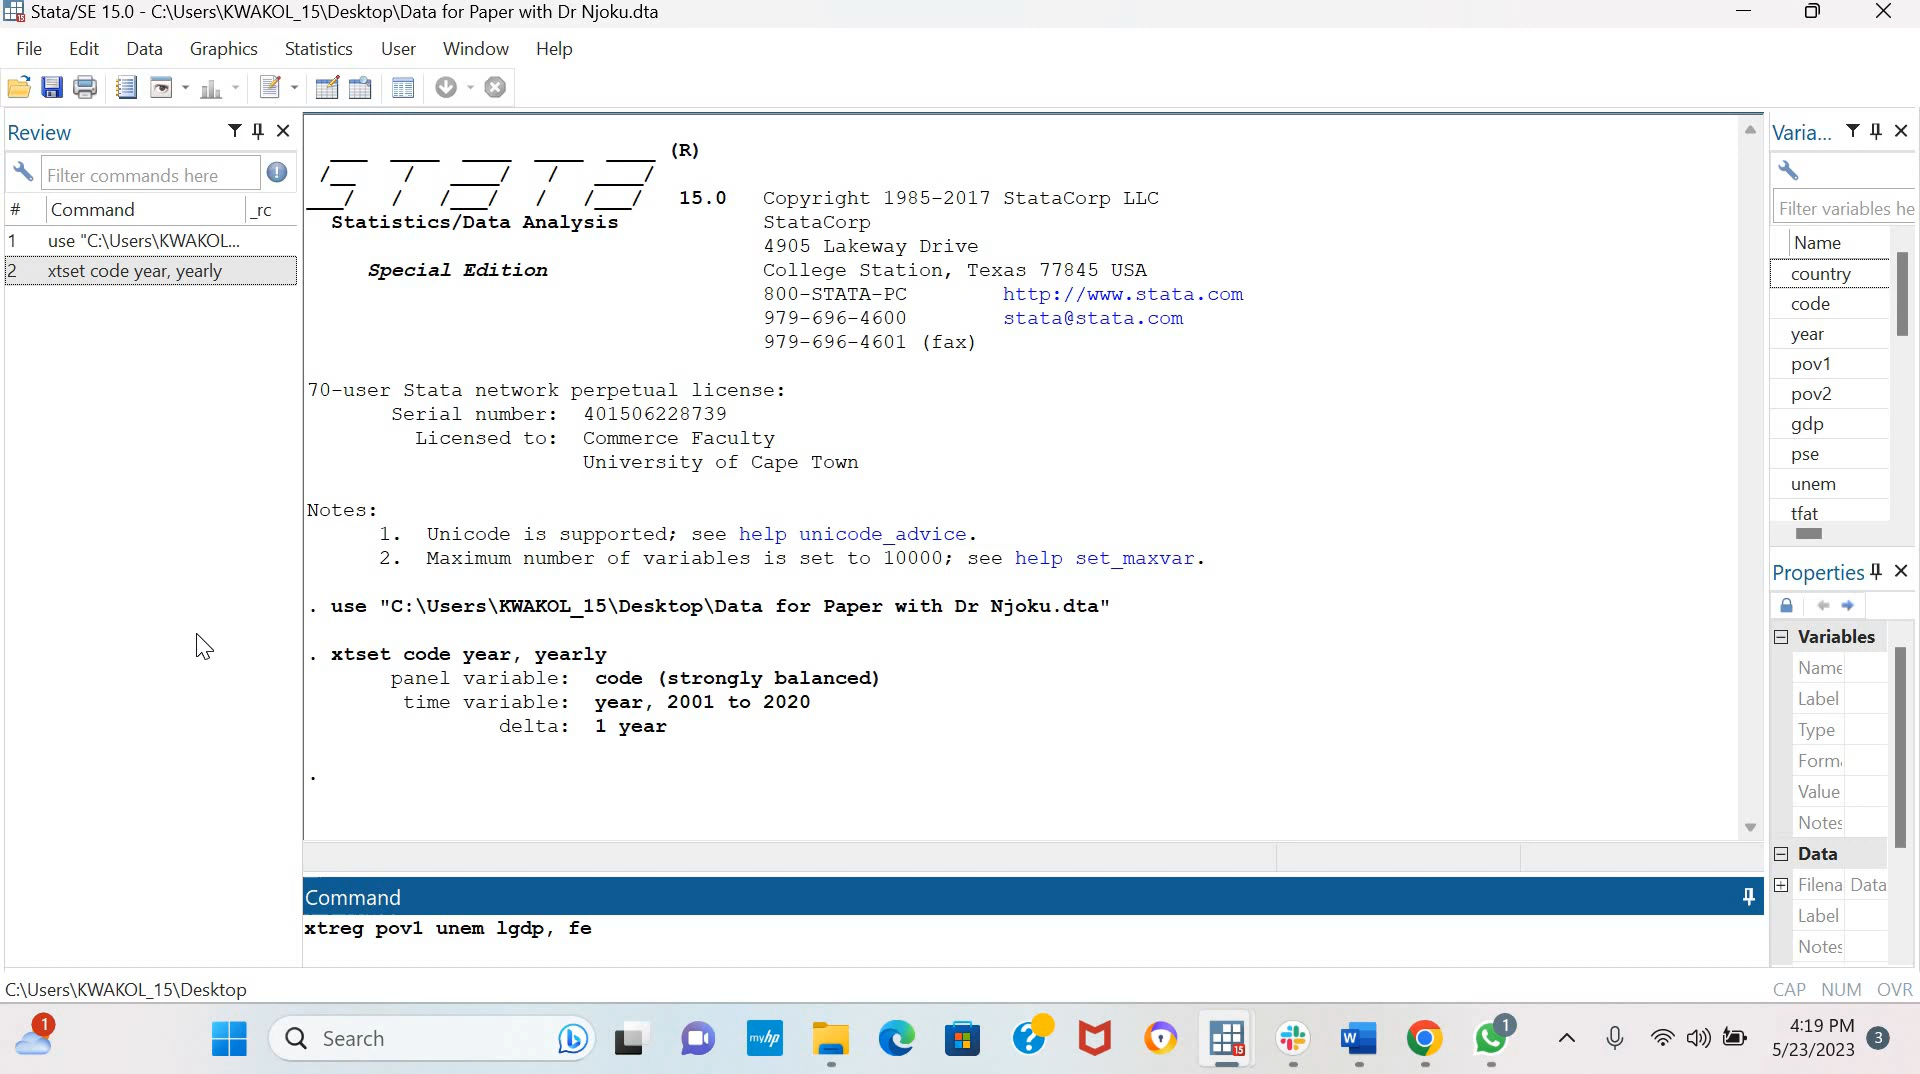 Stata/SE 15.0 - C:\Users\KWAKOL_15\Desktop\Data for Paper with Dr Njoku.dta
File Edit Data Graphics Statistics User Window Help
Review
Filter commands here
# Command _rc
1 use "C:\Users\KWAKOL...
2 xtset code year, yearly
(R)
STATA
15.0 Copyright 1985-2017 StataCorp LLC
Statistics/Data Analysis StataCorp
4905 Lakeway Drive
Special Edition College Station, Texas 77845 USA
800-STATA-PC http://www.stata.com
979-696-4600 stata@stata.com
979-696-4601 (fax)
70-user Stata network perpetual license:
Serial number: 401506228739
Licensed to: Commerce Faculty
University of Cape Town
Notes:
1. Unicode is supported; see help unicode_advice.
2. Maximum number of variables is set to 10000; see help set_maxvar.
. use "C:\Users\KWAKOL_15\Desktop\Data for Paper with Dr Njoku.dta"
. xtset code year, yearly
panel variable: code (strongly balanced)
time variable: year, 2001 to 2020
delta: 1 year
.
Command
xtreg pov1 unem lgdp, fe
Varia...
Filter variables he
Name
country
code
year
pov1
pov2
gdp
pse
unem
tfat
Properties
Variables
Name
Label
Type
Form
Value
Notes
Data
Filena Data
Label
Notes
C:\Users\KWAKOL_15\Desktop
CAP NUM OVR
1
Search
myhp
15
W
1
4:19 PM
5/23/2023
3